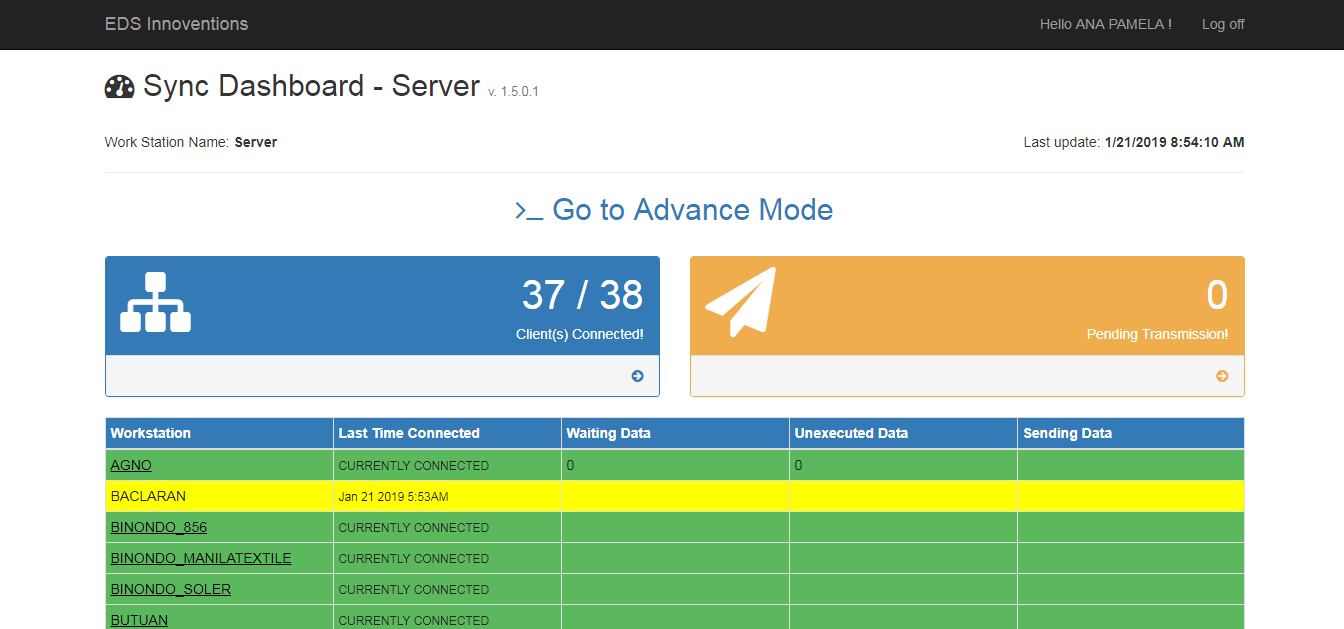 EDS Innoventions Hello ANA PAMELA ! Log off
Sync Dashboard - Server v. 1.5.0.1
Work Station Name: Server Last update: 1/21/2019 8:54:10 AM
>_ Go to Advance Mode
37 / 38
Client(s) Connected!
0
Pending Transmission!
Workstation Last Time Connected Waiting Data Unexecuted Data Sending Data
AGNO CURRENTLY CONNECTED 0 0
BACLARAN Jan 21 2019 5:53AM
BINONDO_856 CURRENTLY CONNECTED
BINONDO_MANILATEXTILE CURRENTLY CONNECTED
BINONDO_SOLER CURRENTLY CONNECTED
BUTUAN CURRENTLY CONNECTED